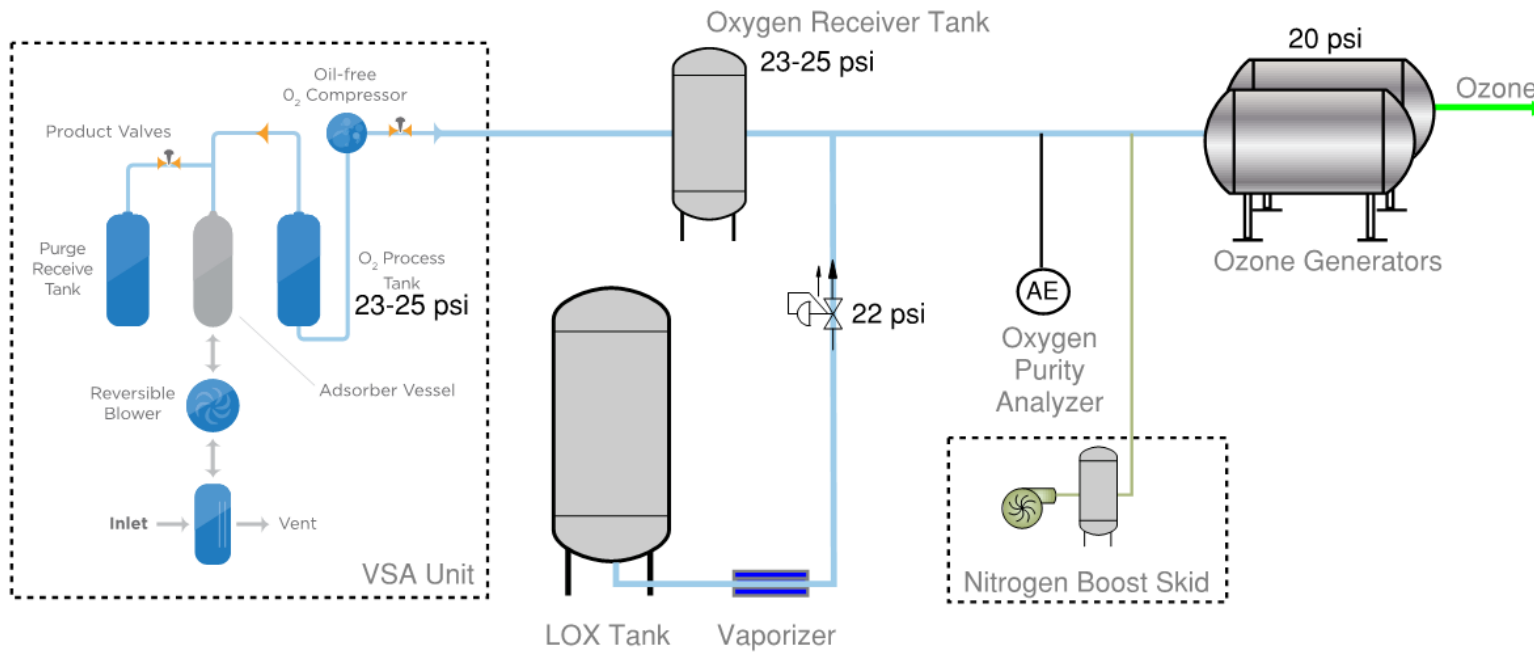 Oxygen Receiver Tank
23-25 psi
20 psi
Ozone
Oil-free
O₂ Compressor
Product Valves
Purge
Receive
Tank
O₂ Process
Tank
23-25 psi
Adsorber Vessel
Reversible
Blower
Inlet
Vent
VSA Unit
22 psi
LOX Tank
Vaporizer
AE
Oxygen
Purity
Analyzer
Ozone Generators
Nitrogen Boost Skid